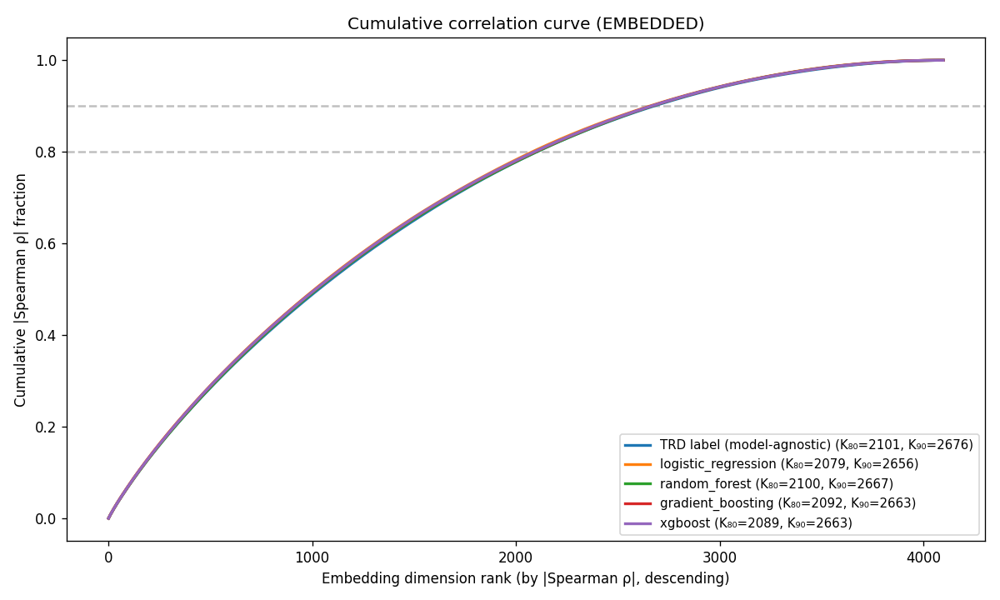 Cumulative correlation curve (EMBEDDED)
Cumulative |Spearman ρ| fraction
1.0
0.8
0.6
0.4
0.2
0.0
TRD label (model-agnostic) (K₈₀=2101, K₉₀=2676)
logistic_regression (K₈₀=2079, K₉₀=2656)
random_forest (K₈₀=2100, K₉₀=2667)
gradient_boosting (K₈₀=2092, K₉₀=2663)
xgboost (K₈₀=2089, K₉₀=2663)
0 1000 2000 3000 4000
Embedding dimension rank (by |Spearman ρ|, descending)